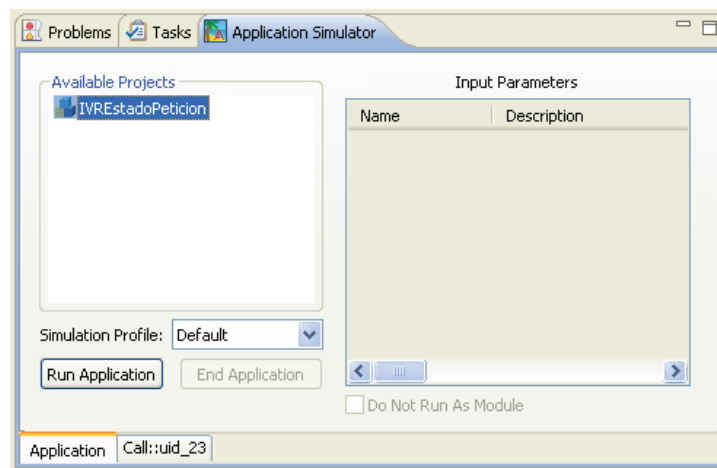 Problems Tasks Application Simulator
Available Projects
IVREstadoPeticion
Input Parameters
Name Description
Simulation Profile: Default
Run Application End Application
Do Not Run As Module
Application Call::uid_23